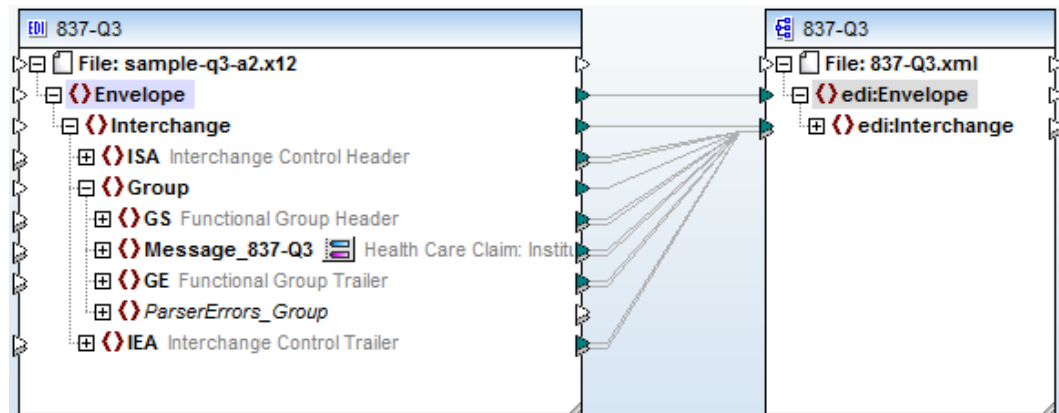 EDI 837-Q3
File: sample-q3-a2.x12
Envelope
Interchange
ISA Interchange Control Header
Group
GS Functional Group Header
Message_837-Q3 Health Care Claim: Institu
GE Functional Group Trailer
ParserErrors_Group
IEA Interchange Control Trailer
837-Q3
File: 837-Q3.xml
edi:Envelope
edi:Interchange